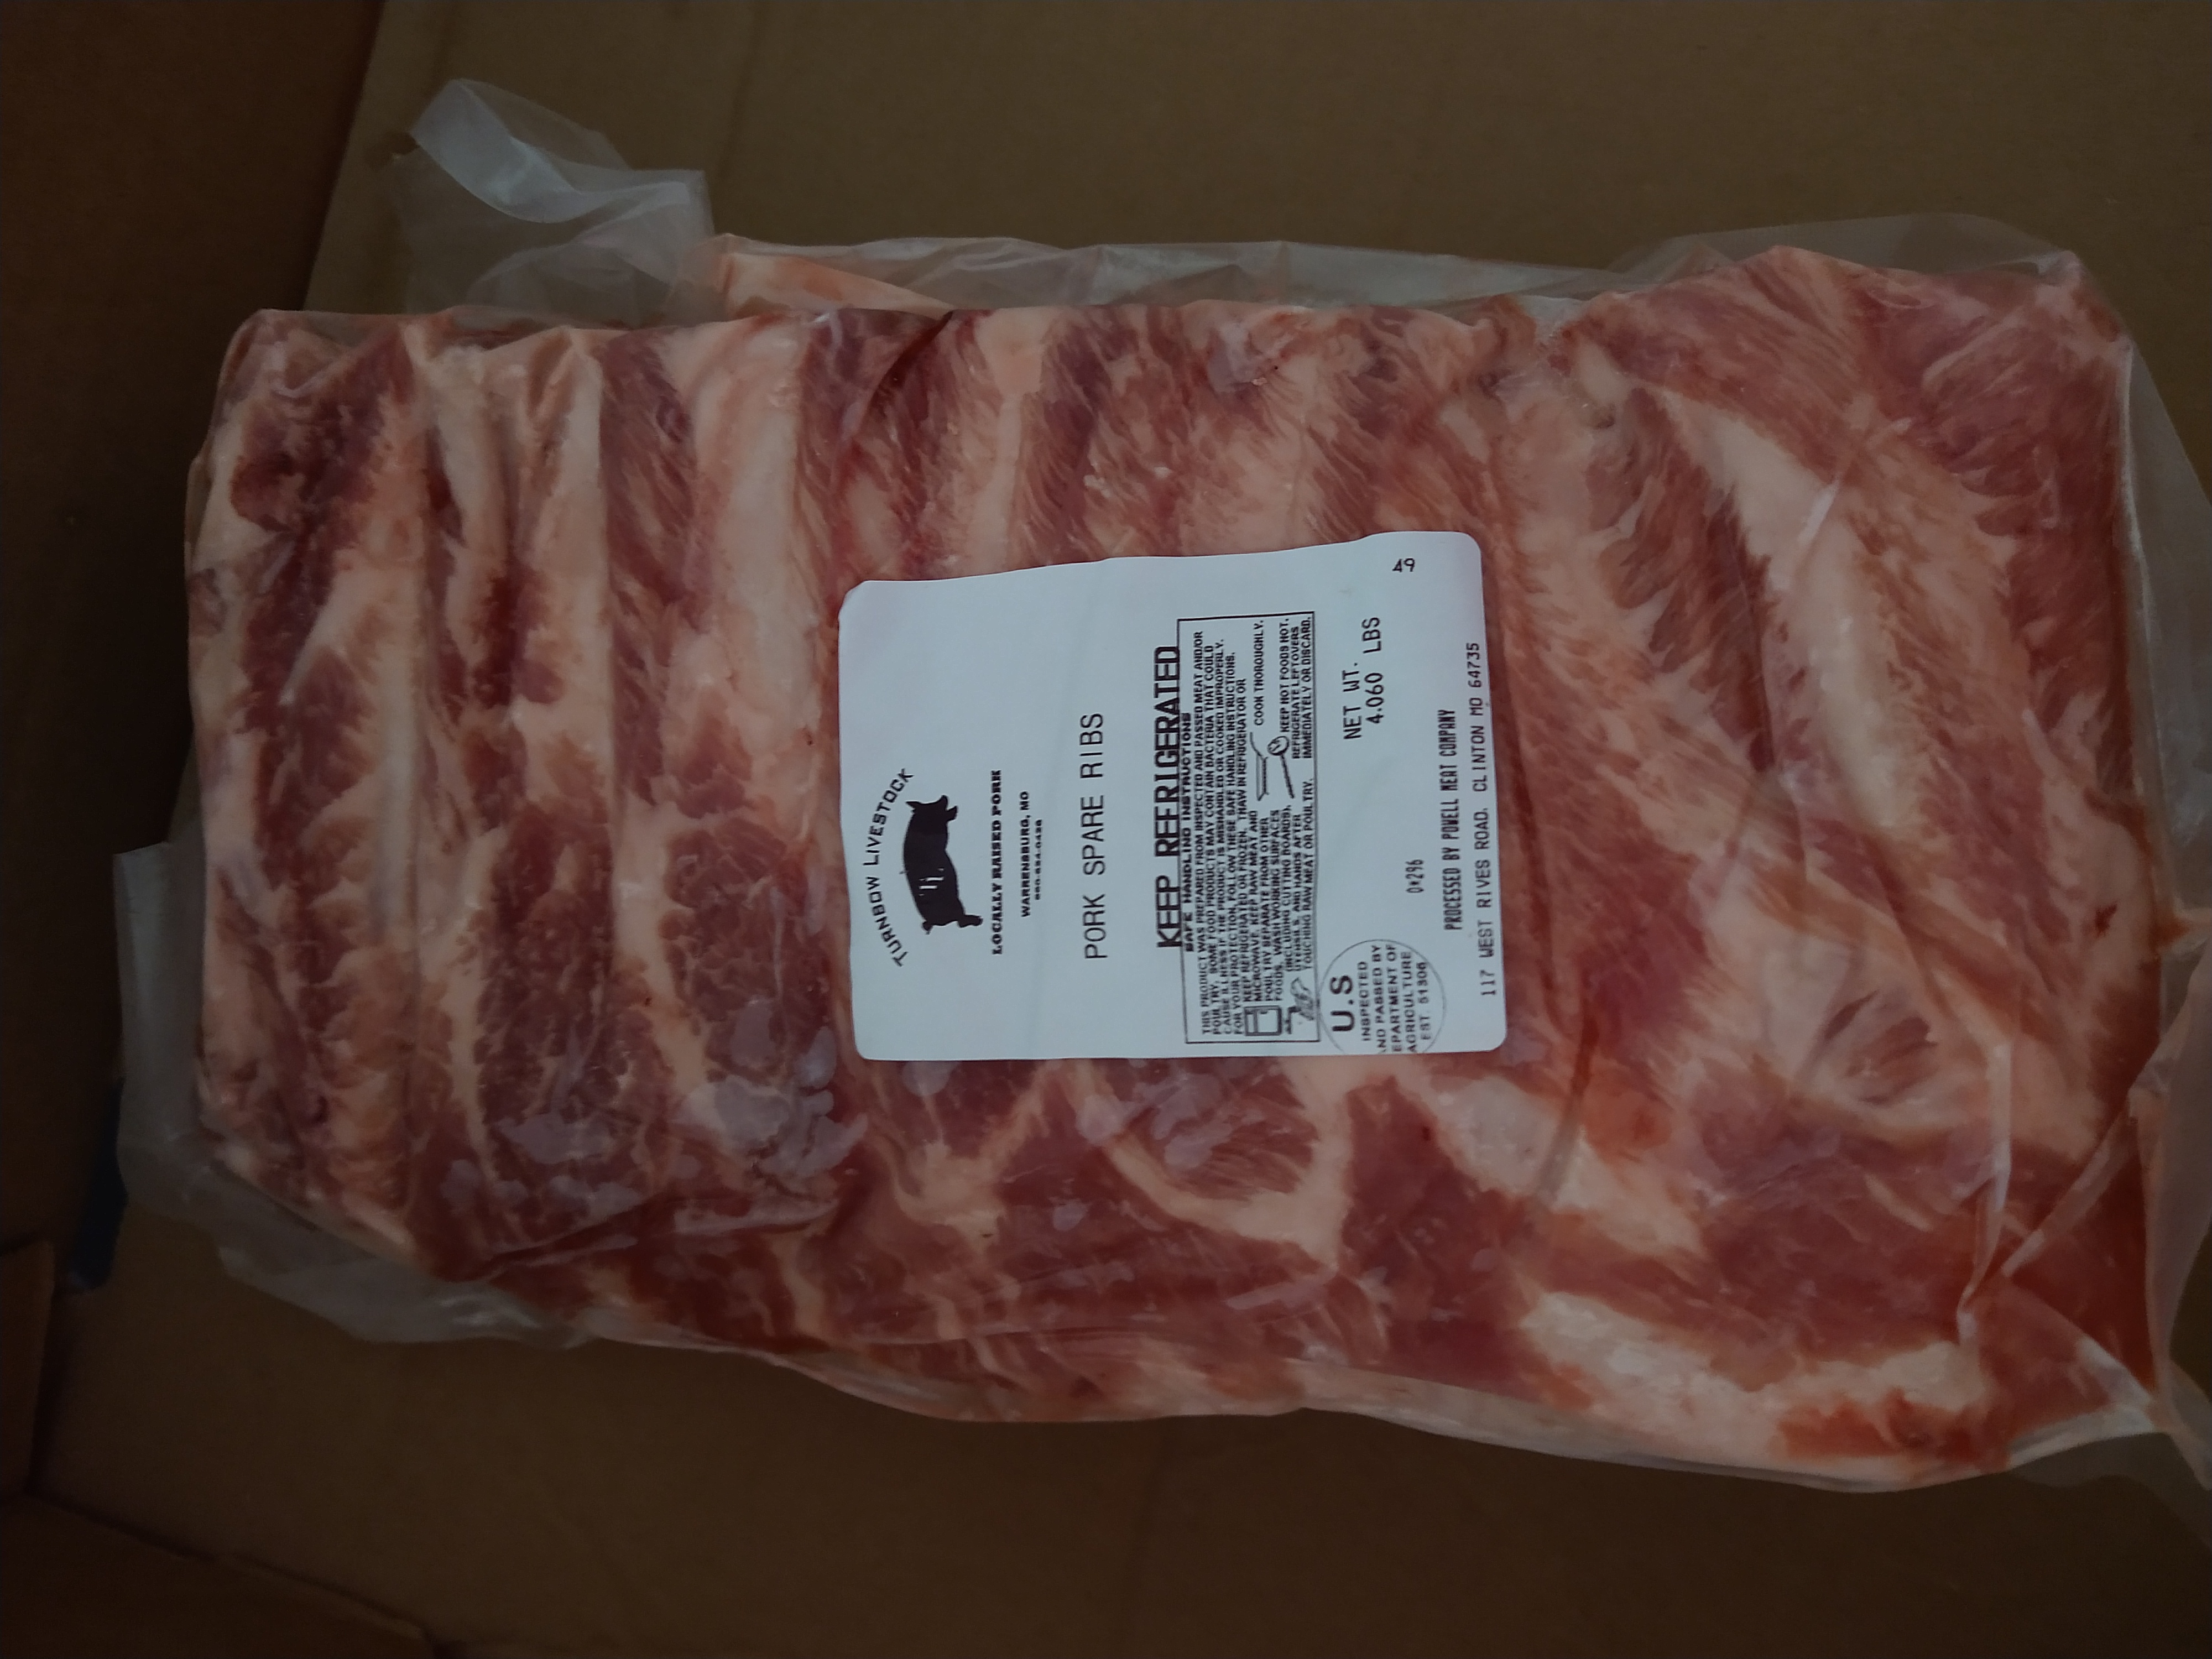 TURNBOW LIVESTOCK
LOCALLY RAISED PORK
WARRENSBURG, MO
PORK SPARE RIBS
KEEP REFRIGERATED
SAFE HANDLING INSTRUCTIONS
THIS PRODUCT WAS PREPARED FROM INSPECTED AND PASSED MEAT AND/OR
POULTRY. SOME FOOD PRODUCTS MAY CONTAIN BACTERIA THAT COULD
CAUSE ILLNESS IF THE PRODUCT IS MISHANDLED OR COOKED IMPROPERLY.
FOR YOUR PROTECTION, FOLLOW THESE SAFE HANDLING INSTRUCTIONS.
KEEP REFRIGERATED OR FROZEN. THAW IN REFRIGERATOR OR
MICROWAVE. KEEP RAW MEAT AND
POULTRY SEPARATE FROM OTHER
FOODS. WASH WORKING SURFACES
(INCLUDING CUTTING BOARDS),
UTENSILS, AND HANDS AFTER
TOUCHING RAW MEAT OR POULTRY.
COOK THOROUGHLY.
KEEP HOT FOODS HOT.
REFRIGERATE LEFTOVERS
IMMEDIATELY OR DISCARD.
U.S
INSPECTED
AND PASSED BY
EPARTMENT OF
AGRICULTURE
EST. 51306
NET WT.
4.060 LBS
49
0*296
PROCESSED BY POWELL MEAT COMPANY
117 WEST RIVES ROAD. CLINTON MO 64735